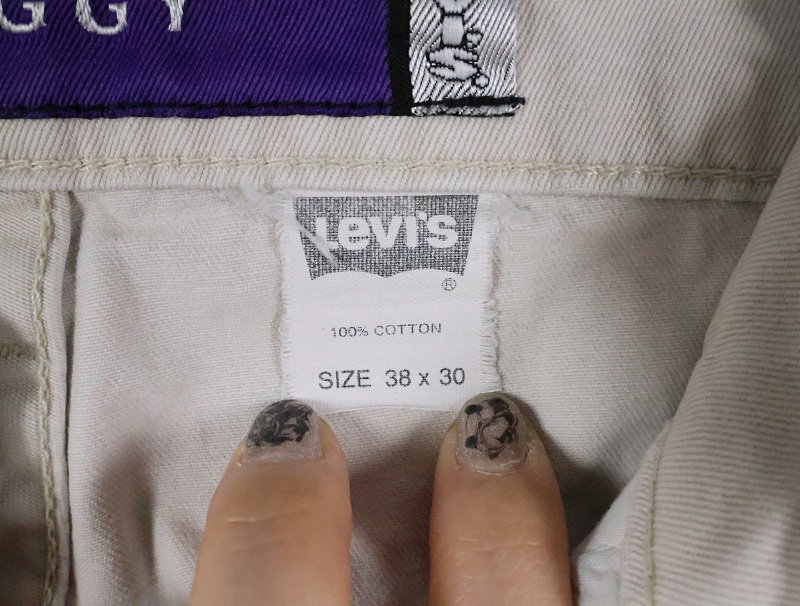 GGY
Levi's
®
100% COTTON
SIZE 38 x 30